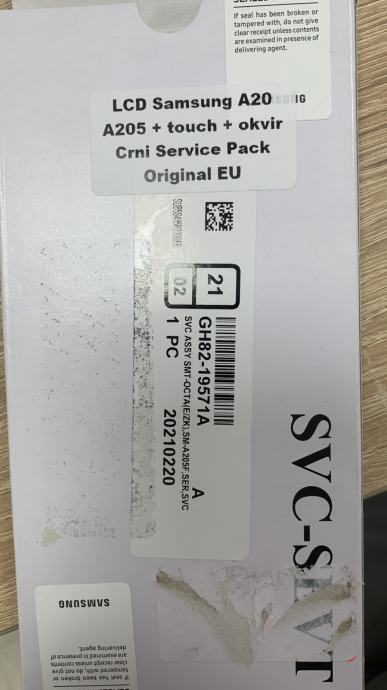 If seal has been broken or
tampered with, do not give
clear receipt unless contents
are examined in presence of
delivering agent.
LCD Samsung A20
A205 + touch + okvir
Crni Service Pack
Original EU
21
02
GH82-19571A
A
SVC ASSY SMT-OCTA(E/ZK),SM-A205F,SER,SVC
1 PC
20210220
SVC-S
SAMSUNG
If seal has been broken or
tampered with, do not give
clear receipt unless contents
are examined in presence of
delivering agent.